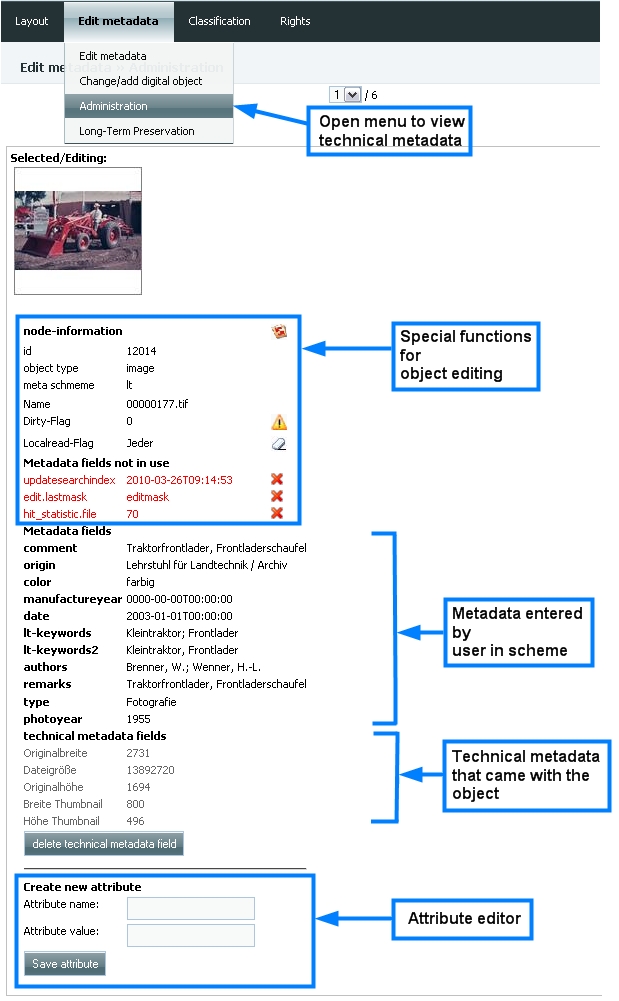 Layout Edit metadata Classification Rights
Edit metadata
Edit metadata » Administration
Change/add digital object
1 / 6
Administration
Open menu to view
technical metadata
Long-Term Preservation
Selected/Editing:
node-information
id 12014
object type image
meta schmeme lt
Name 00000177.tif
Dirty-Flag 0
Localread-Flag Jeder
Special functions
for
object editing
Metadata fields not in use
updatesearchindex 2010-03-26T09:14:53
edit.lastmask editmask
hit_statistic.file 70
Metadata fields
comment Traktorfrontlader, Frontladerschaufel
origin Lehrstuhl für Landtechnik / Archiv
color farbig
manufactureyear 0000-00-00T00:00:00
date 2003-01-01T00:00:00
lt-keywords Kleintraktor; Frontlader
lt-keywords2 Kleintraktor, Frontlader
authors Brenner, W.; Wenner, H.-L.
remarks Traktorfrontlader, Frontladerschaufel
type Fotografie
photoyear 1955
Metadata entered
by
user in scheme
technical metadata fields
Originalbreite 2731
Dateigröße 13892720
Originalhöhe 1694
Breite Thumbnail 800
Höhe Thumbnail 496
Technical metadata
that came with the
object
delete technical metadata field
Create new attribute
Attribute name:
Attribute value:
Save attribute
Attribute editor